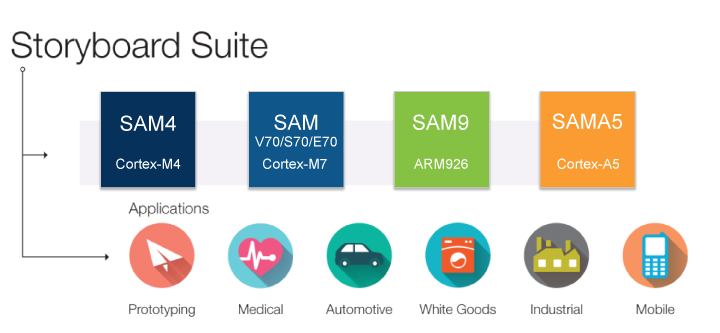 Storyboard Suite
SAM4
Cortex-M4
SAM
V70/S70/E70
Cortex-M7
SAM9
ARM926
SAMA5
Cortex-A5
Applications
Prototyping
Medical
Automotive
White Goods
Industrial
Mobile